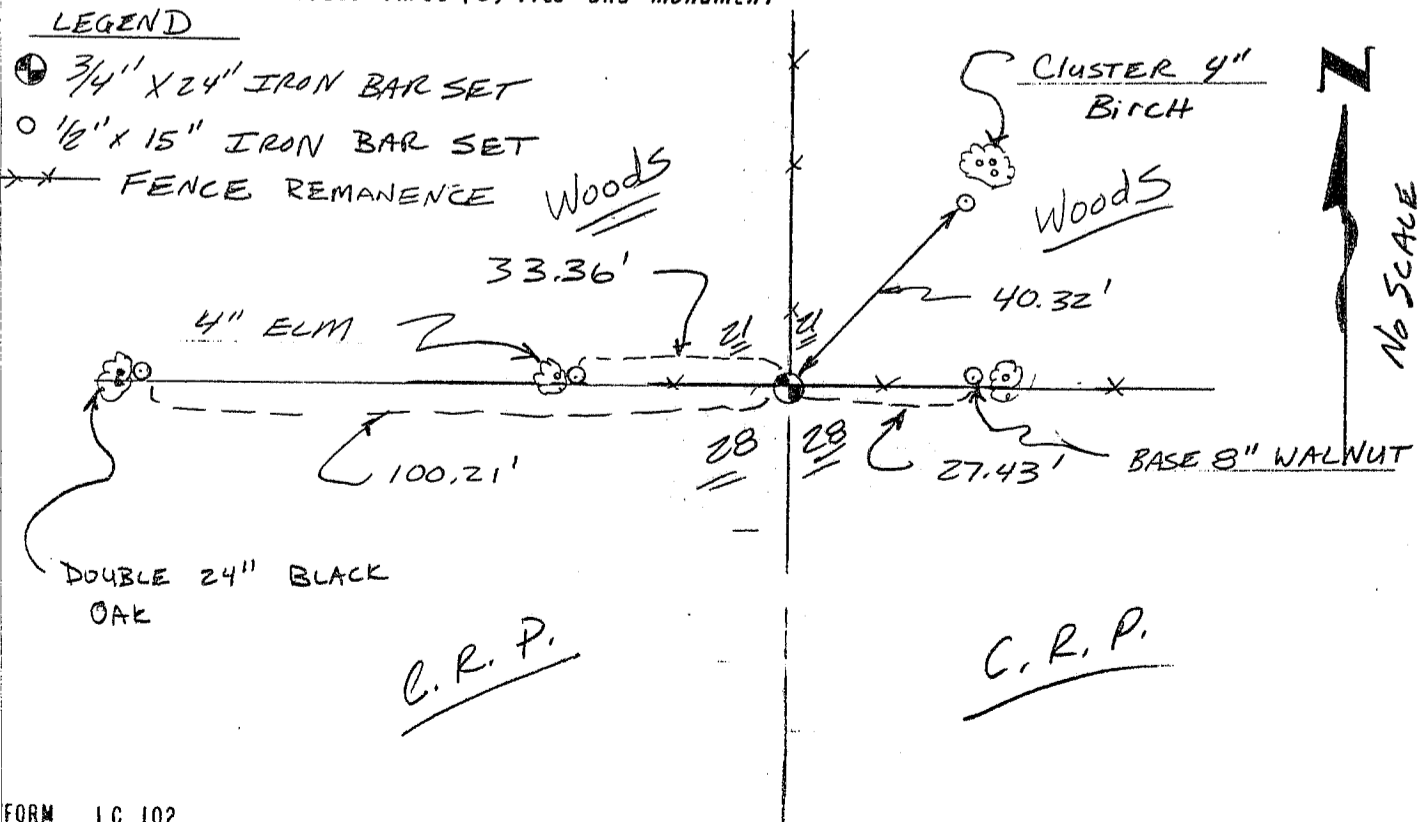 and monument
LEGEND
3/4" X 24" IRON BAR SET
1/2" X 15" IRON BAR SET
FENCE REMANENCE
WoodS
CLUSTER 4"
BirCH
N
WoodS
No SCALE
33.36'
40.32'
4" ELM
21 21
28 28
100.21'
27.43'
BASE 8" WALNUT
DOUBLE 24" BLACK
OAK
C.R.P.
C.R.P.
FORM LC 102